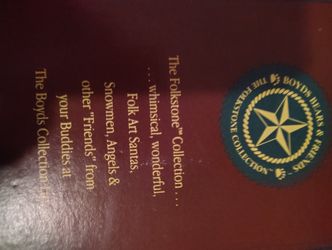 BOYDS BEARS & FRIENDS
THE FOLKSTONE COLLECTION
The Folkstone™ Collection . . .
. . . whimsical, wonderful,
Folk Art Santas,
Snowmen, Angels &
other "Friends" from
your Buddies at
The Boyds Collection